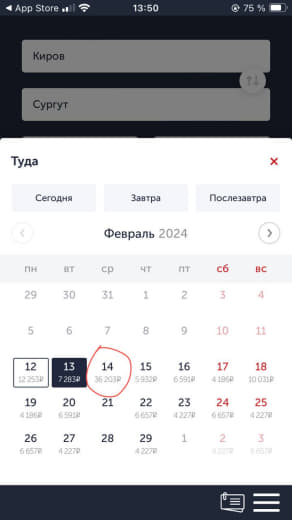 App Store
13:50
75 %
Киров
Сургут
Туда
×
Сегодня Завтра Послезавтра
Февраль 2024
пн вт ср чт пт сб вс
29 30 31 1 2 3 4
5 6 7 8 9 10 11
12 13 14 15 16 17 18
12 253₽ 7 283₽ 36 203₽ 5 932₽ 6 591₽ 4 186₽ 10 031₽
19 20 21 22 23 24 25
4 186₽ 6 591₽ 6 657₽ 4 227₽ 6 657₽ 4 227₽
26 27 28 29 1 2 3
6 657₽ 4 227₽ 4 227₽ 4 227₽ 6 657₽